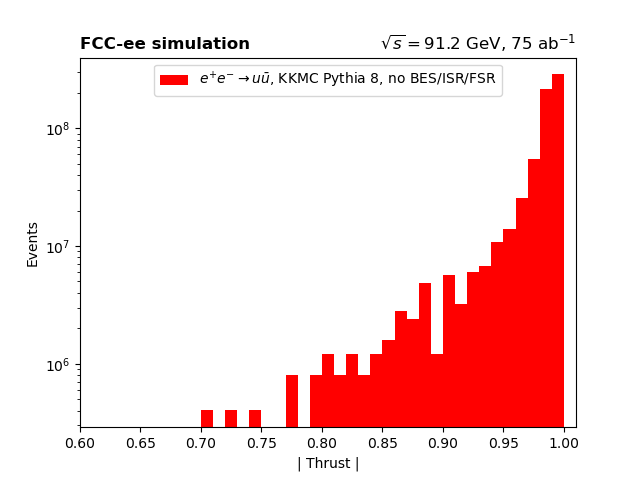 FCC-ee simulation
√s = 91.2 GeV, 75 ab⁻¹
e⁺e⁻ → uū, KKMC Pythia 8, no BES/ISR/FSR
Events
10⁸
10⁷
10⁶
0.60 0.65 0.70 0.75 0.80 0.85 0.90 0.95 1.00
| Thrust |